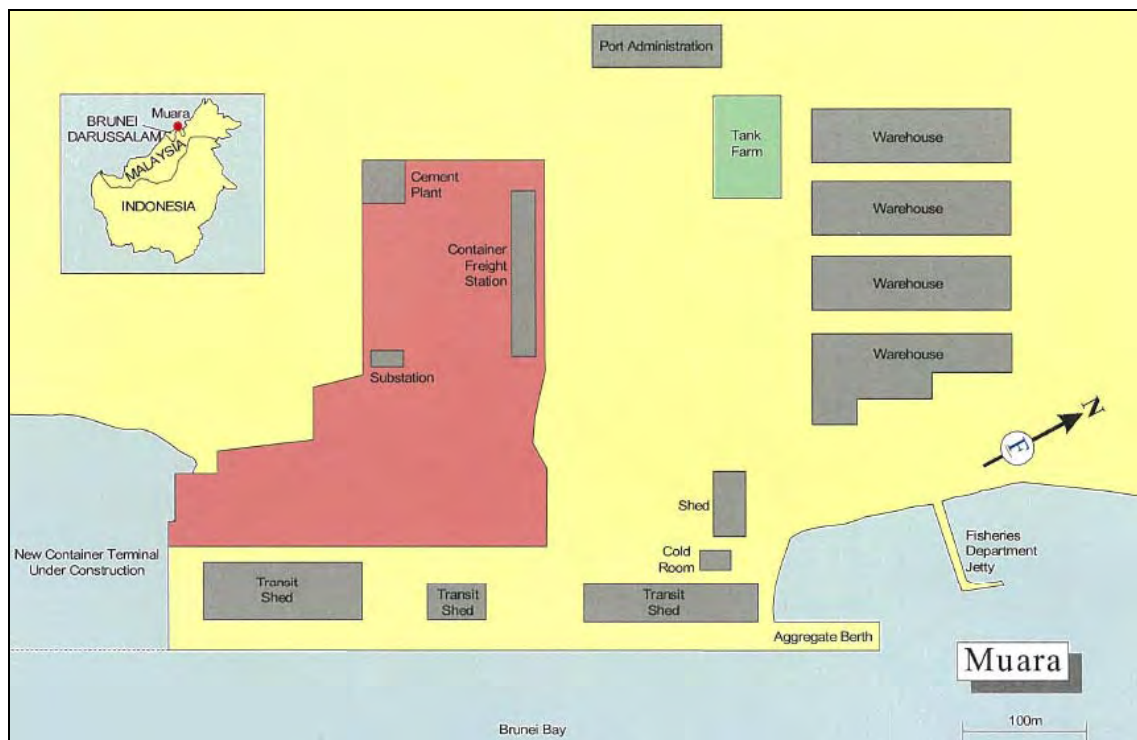 Port Administration
Muara
BRUNEI
DARUSSALAM
MALAYSIA
INDONESIA
Tank
Farm
Warehouse
Cement
Plant
Warehouse
Container
Freight
Station
Warehouse
Substation
Warehouse
N
F
Shed
New Container Terminal
Under Construction
Cold
Room
Fisheries
Department
Jetty
Transit
Shed
Transit
Shed
Transit
Shed
Aggregate Berth
Muara
100m
Brunei Bay